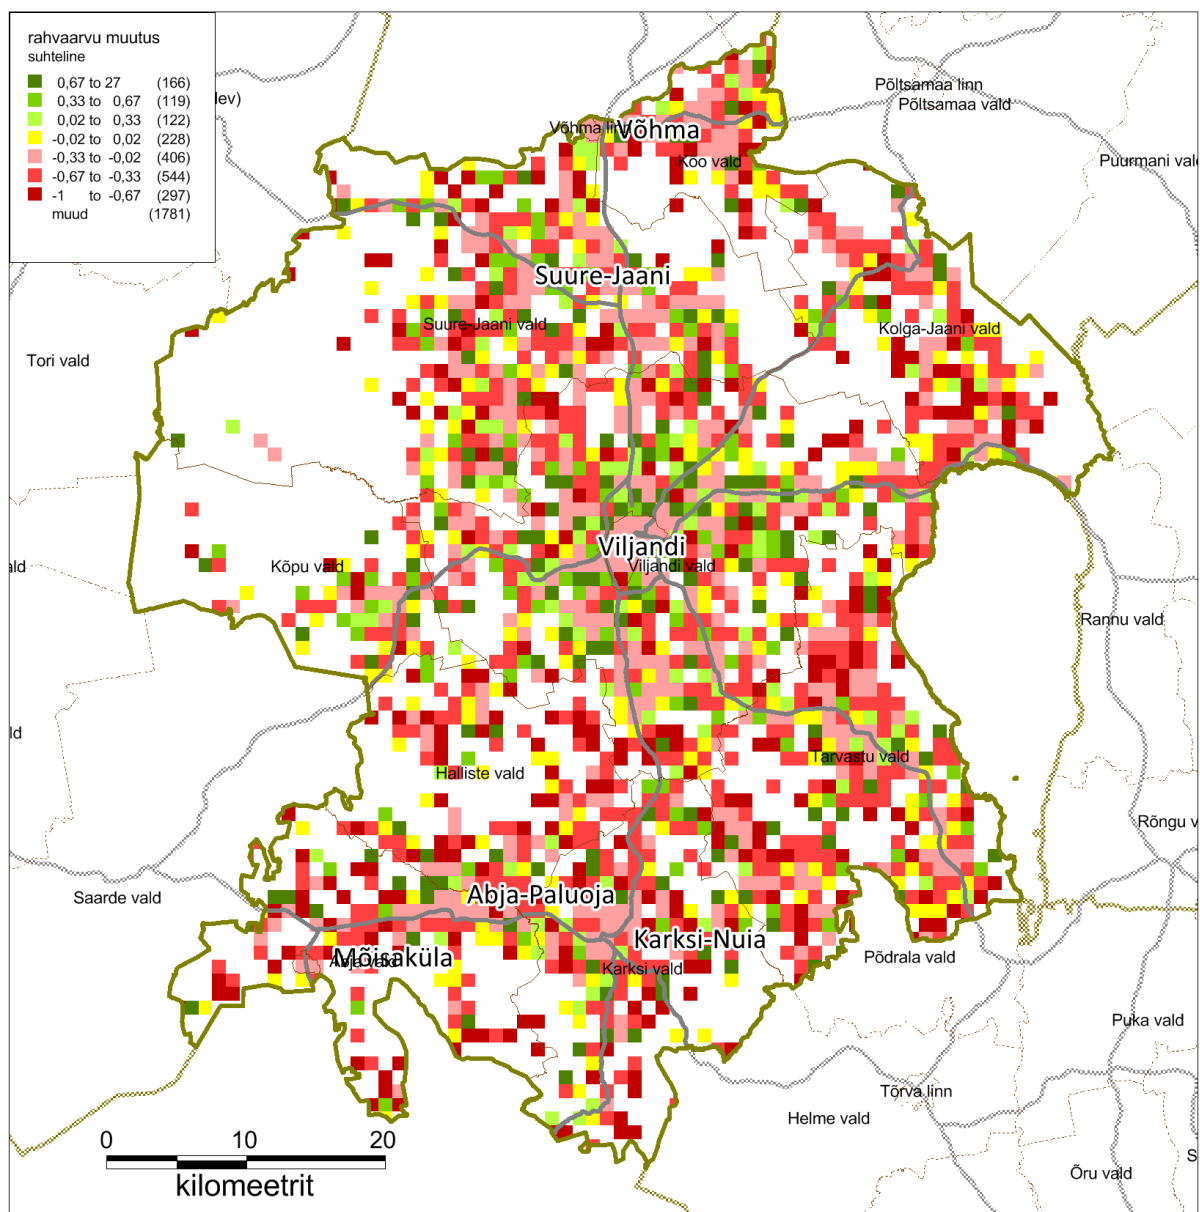 rahvaarvu muutus
suhteline
0,67 to 27 (166)
0,33 to 0,67 (119)
0,02 to 0,33 (122)
-0,02 to 0,02 (228)
-0,33 to -0,02 (406)
-0,67 to -0,33 (544)
-1 to -0,67 (297)
muud (1781)
lev)
Põltsamaa linn
Põltsamaa vald
Võhma linn
Võhma
Koo vald
Puurmani vald
Suure-Jaani
Suure-Jaani vald
Kolga-Jaani vald
Tori vald
Viljandi
Viljandi vald
ald
Kõpu vald
Rannu vald
ld
Tarvastu vald
Halliste vald
Rõngu v
Saarde vald
Abja-Paluoja
Karksi-Nuia
Mõisaküla
Abja vald
Karksi vald
Põdrala vald
Puka vald
Tõrva linn
Helme vald
0 10 20
kilomeetrit
S
Õru vald